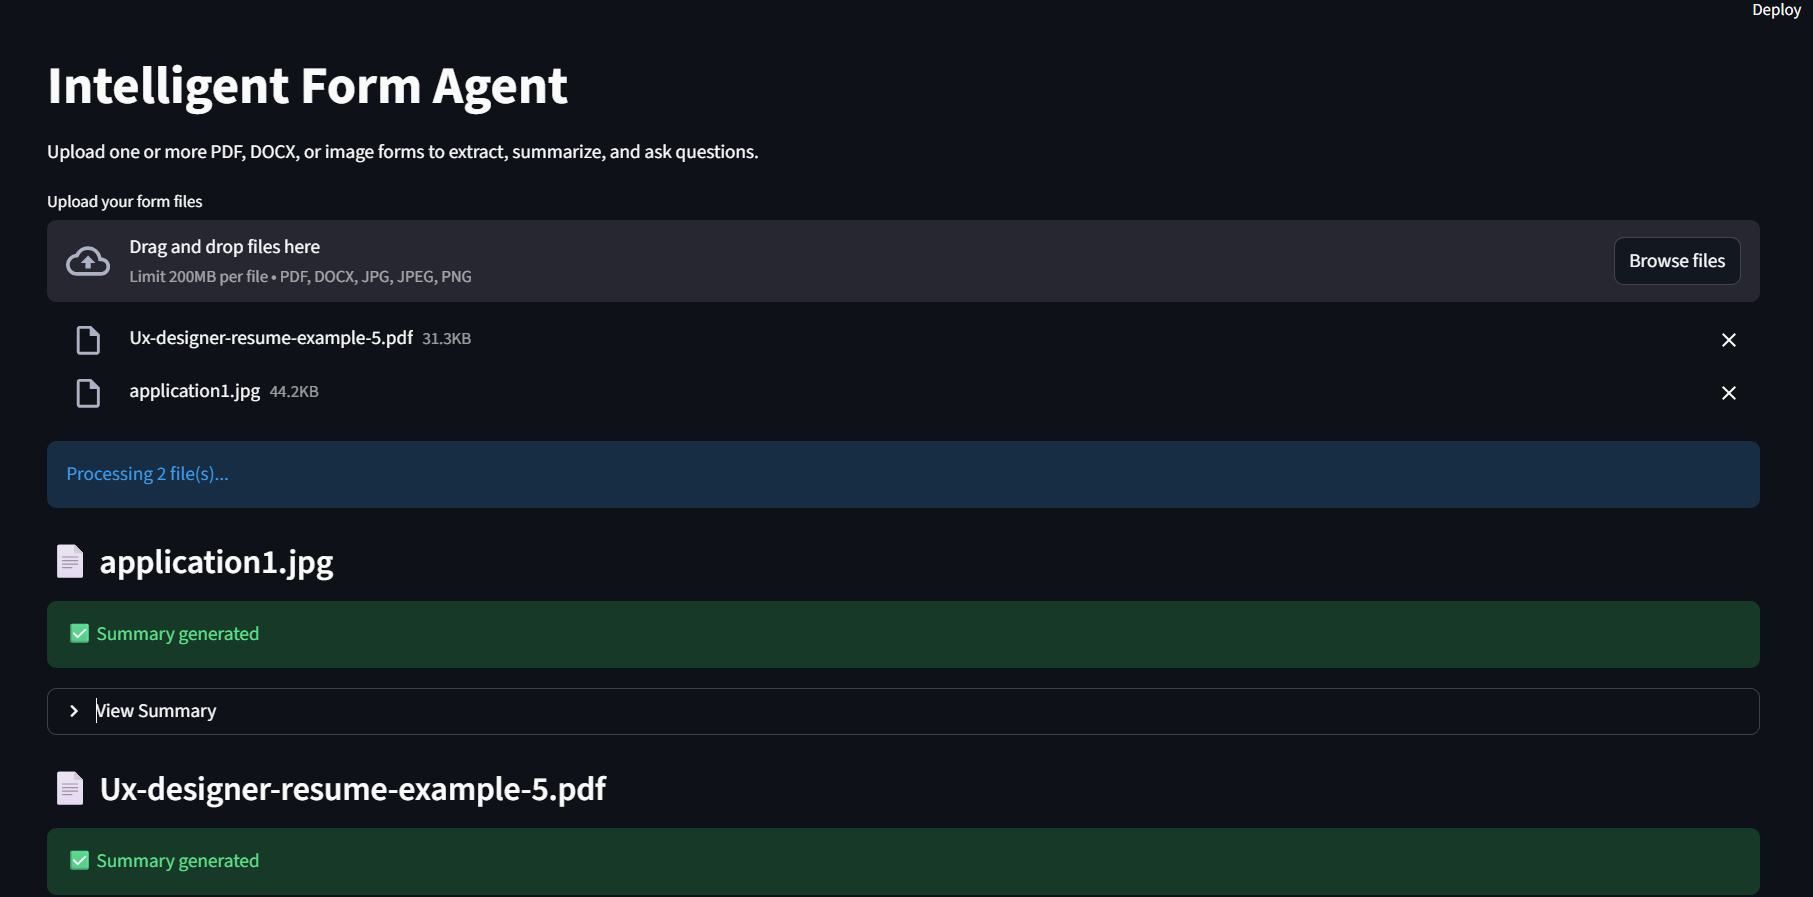 Deploy
Intelligent Form Agent
Upload one or more PDF, DOCX, or image forms to extract, summarize, and ask questions.
Upload your form files
Drag and drop files here
Limit 200MB per file • PDF, DOCX, JPG, JPEG, PNG
Browse files
Ux-designer-resume-example-5.pdf 31.3KB
application1.jpg 44.2KB
Processing 2 file(s)...
application1.jpg
Summary generated
View Summary
Ux-designer-resume-example-5.pdf
Summary generated